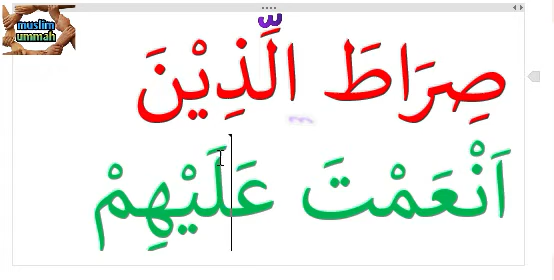 muslim
ummah
صِرَاطَ الَّذِيْنَ
اَنْعَمْتَ عَلَيْهِمْ